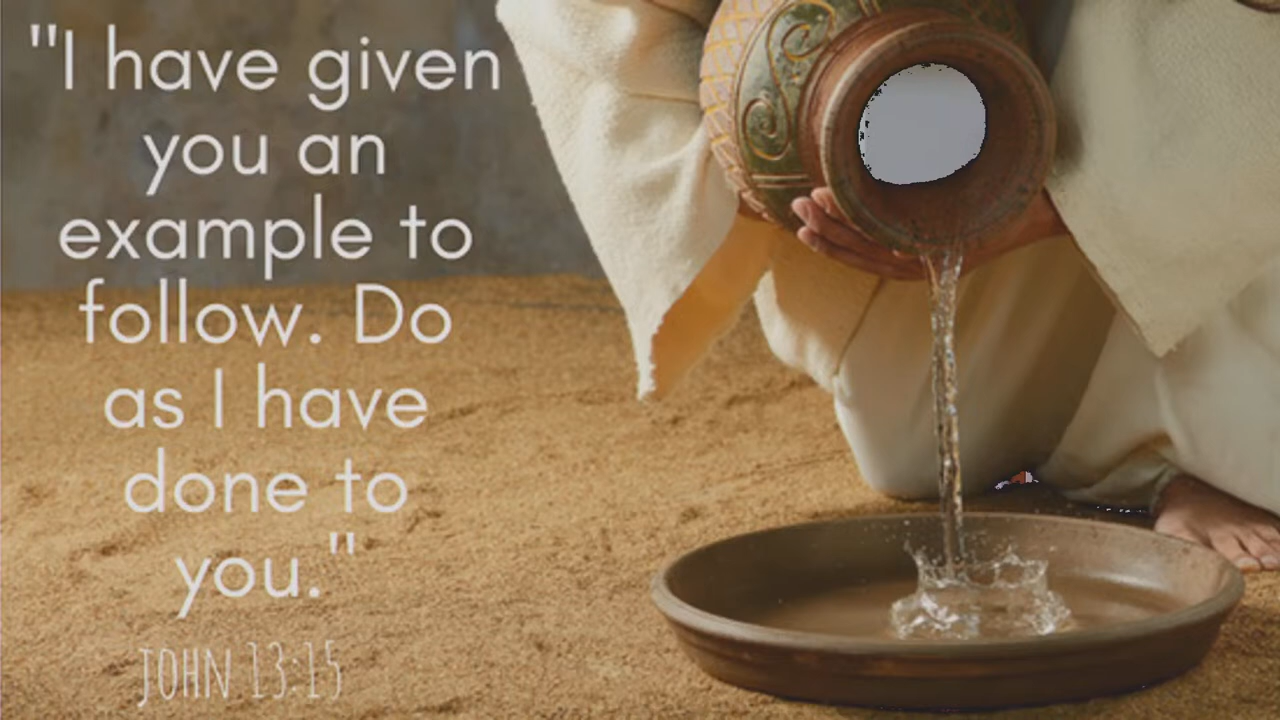 "I have given
you an
example to
follow. Do
as I have
done to
you."
JOHN 13:15